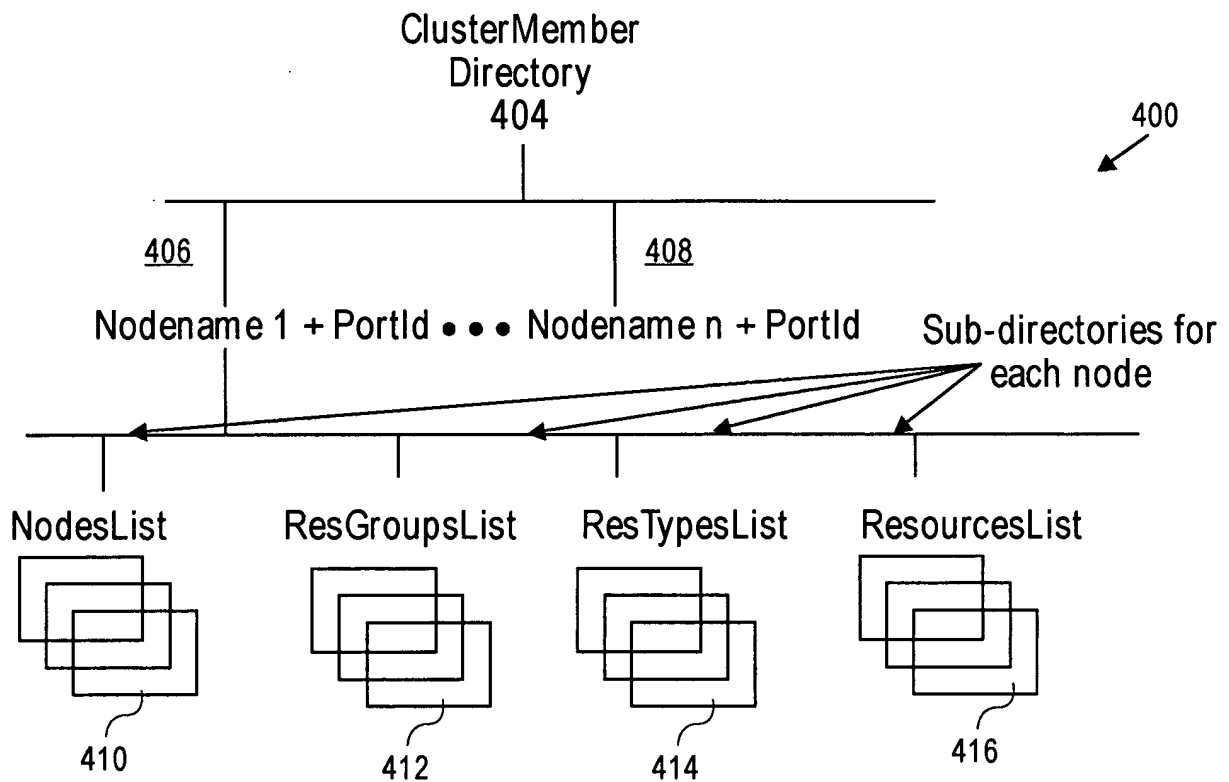 ClusterMember
Directory
404
400
406
408
Nodename 1 + PortId ••• Nodename n + PortId
Sub-directories for
each node
NodesList
ResGroupsList
ResTypesList
ResourcesList
410
412
414
416